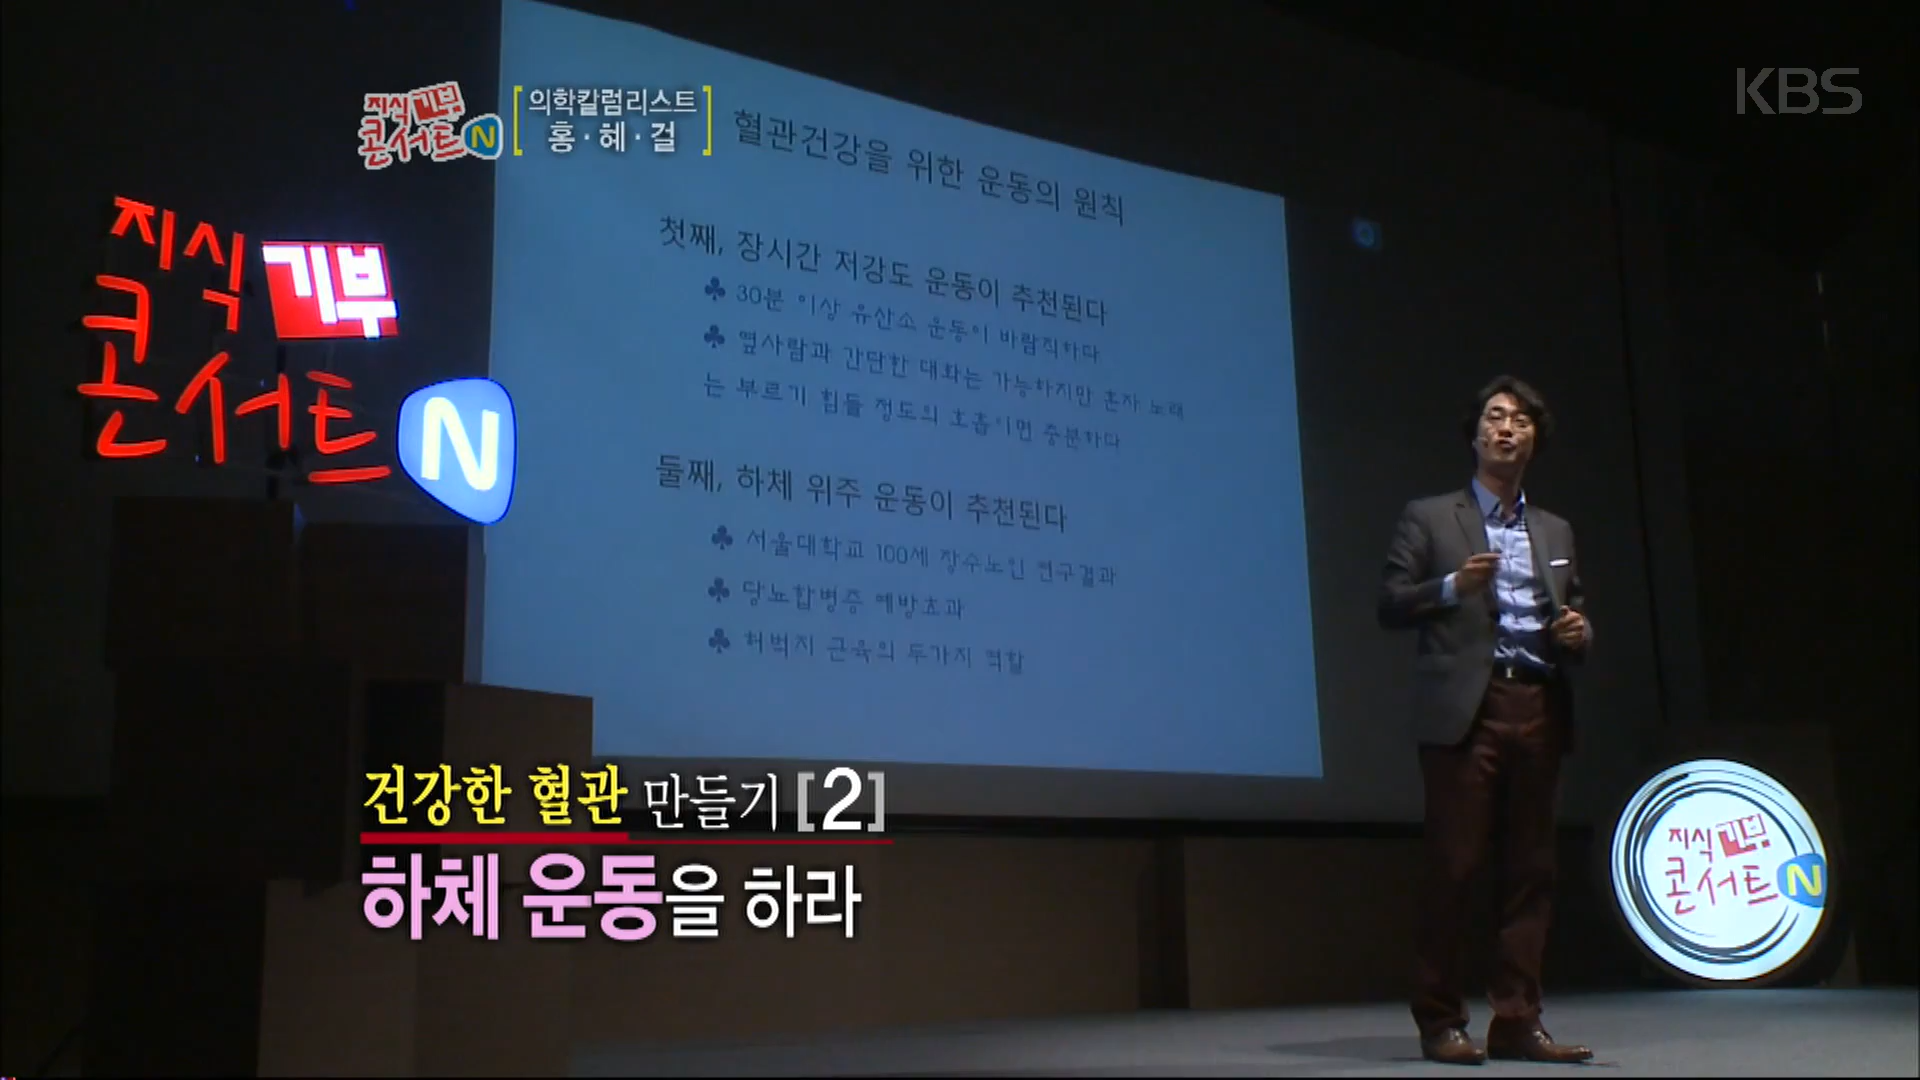 KBS
지식기부
콘서트 N
의학칼럼리스트
홍·혜·걸
지식기부
콘서트 N
혈관건강을 위한 운동의 원칙
첫째, 장시간 저강도 운동이 추천된다
♣ 30분 이상 유산소 운동이 바람직하다
♣ 옆사람과 간단한 대화는 가능하지만 혼자 노래
는 부르기 힘들 정도의 호흡이면 충분하다
둘째, 하체 위주 운동이 추천된다
♣ 서울대학교 100세 장수노인 연구결과
♣ 당뇨합병증 예방효과
♣ 허벅지 근육의 두가지 역할
건강한 혈관 만들기 [2]
하체 운동을 하라
지식기부
콘서트 N